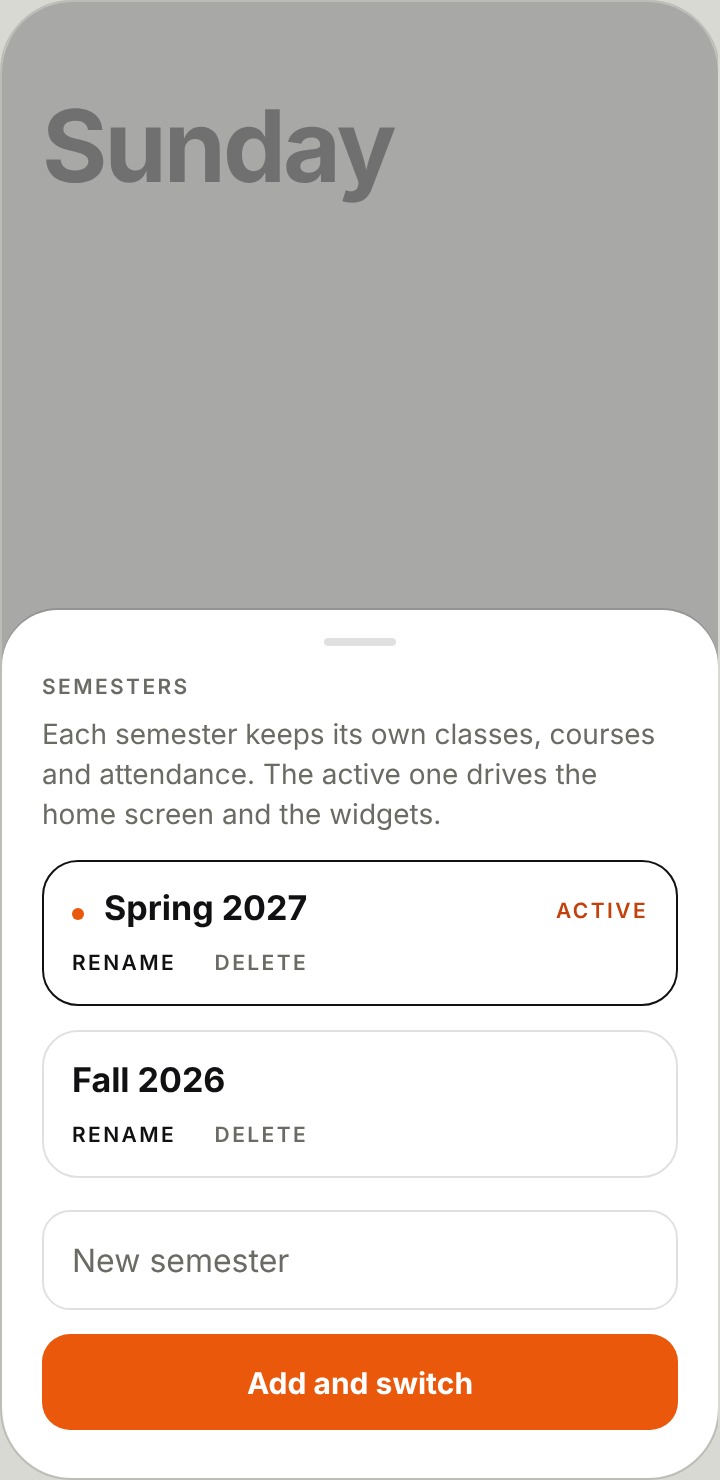 Sunday
SEMESTERS
Each semester keeps its own classes, courses
and attendance. The active one drives the
home screen and the widgets.
Spring 2027 ACTIVE
RENAME DELETE
Fall 2026
RENAME DELETE
New semester
Add and switch